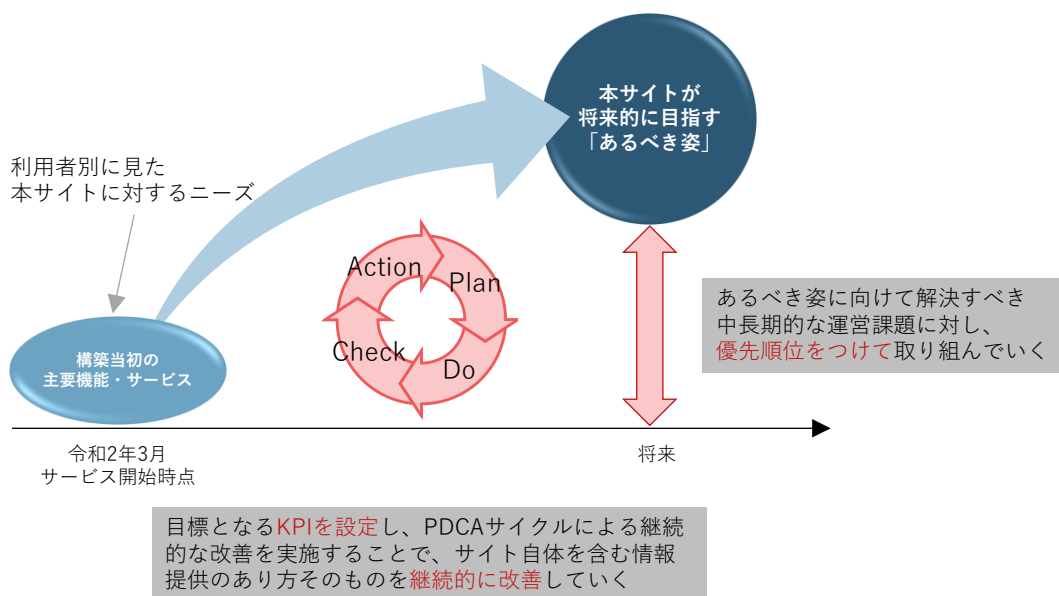 本サイトが
将来的に目指す
「あるべき姿」
利用者別に見た
本サイトに対するニーズ
Action
Plan
Check
Do
あるべき姿に向けて解決すべき
中長期的な運営課題に対し、
優先順位をつけて取り組んでいく
構築当初の
主要機能・サービス
令和2年3月
サービス開始時点
将来
目標となるKPIを設定し、PDCAサイクルによる継続
的な改善を実施することで、サイト自体を含む情報
提供のあり方そのものを継続的に改善していく